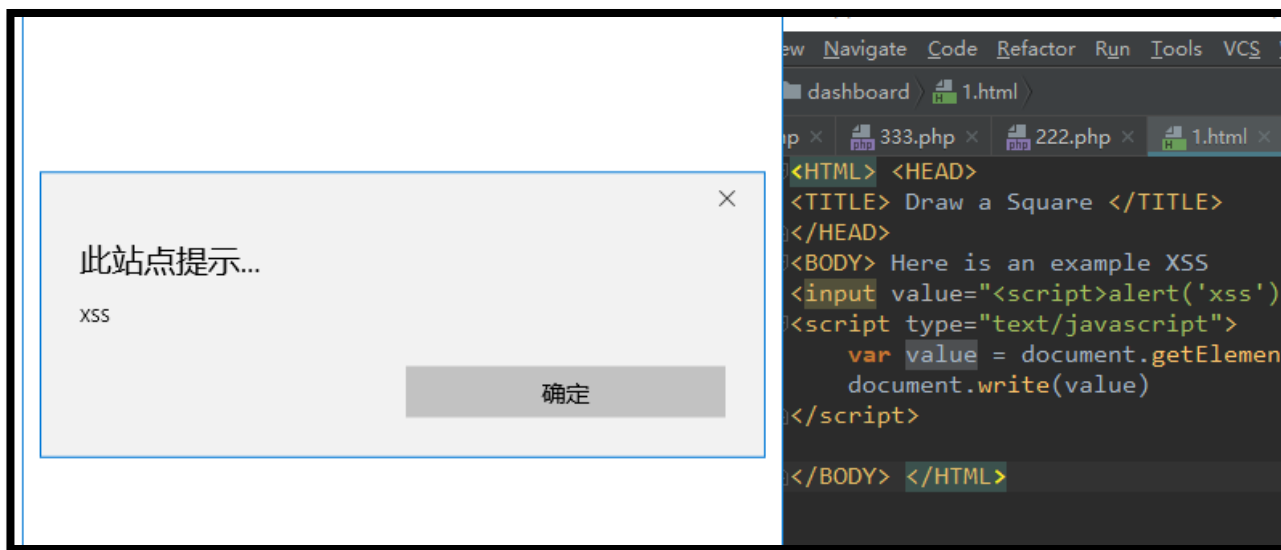 此站点提示...
xss
确定
ew Navigate Code Refactor Run Tools VCS
dashboard 1.html
333.php 222.php 1.html
<HTML> <HEAD>
<TITLE> Draw a Square </TITLE>
</HEAD>
<BODY> Here is an example XSS
<input value="<script>alert('xss')
<script type="text/javascript">
var value = document.getElemen
document.write(value)
</script>
</BODY> </HTML>